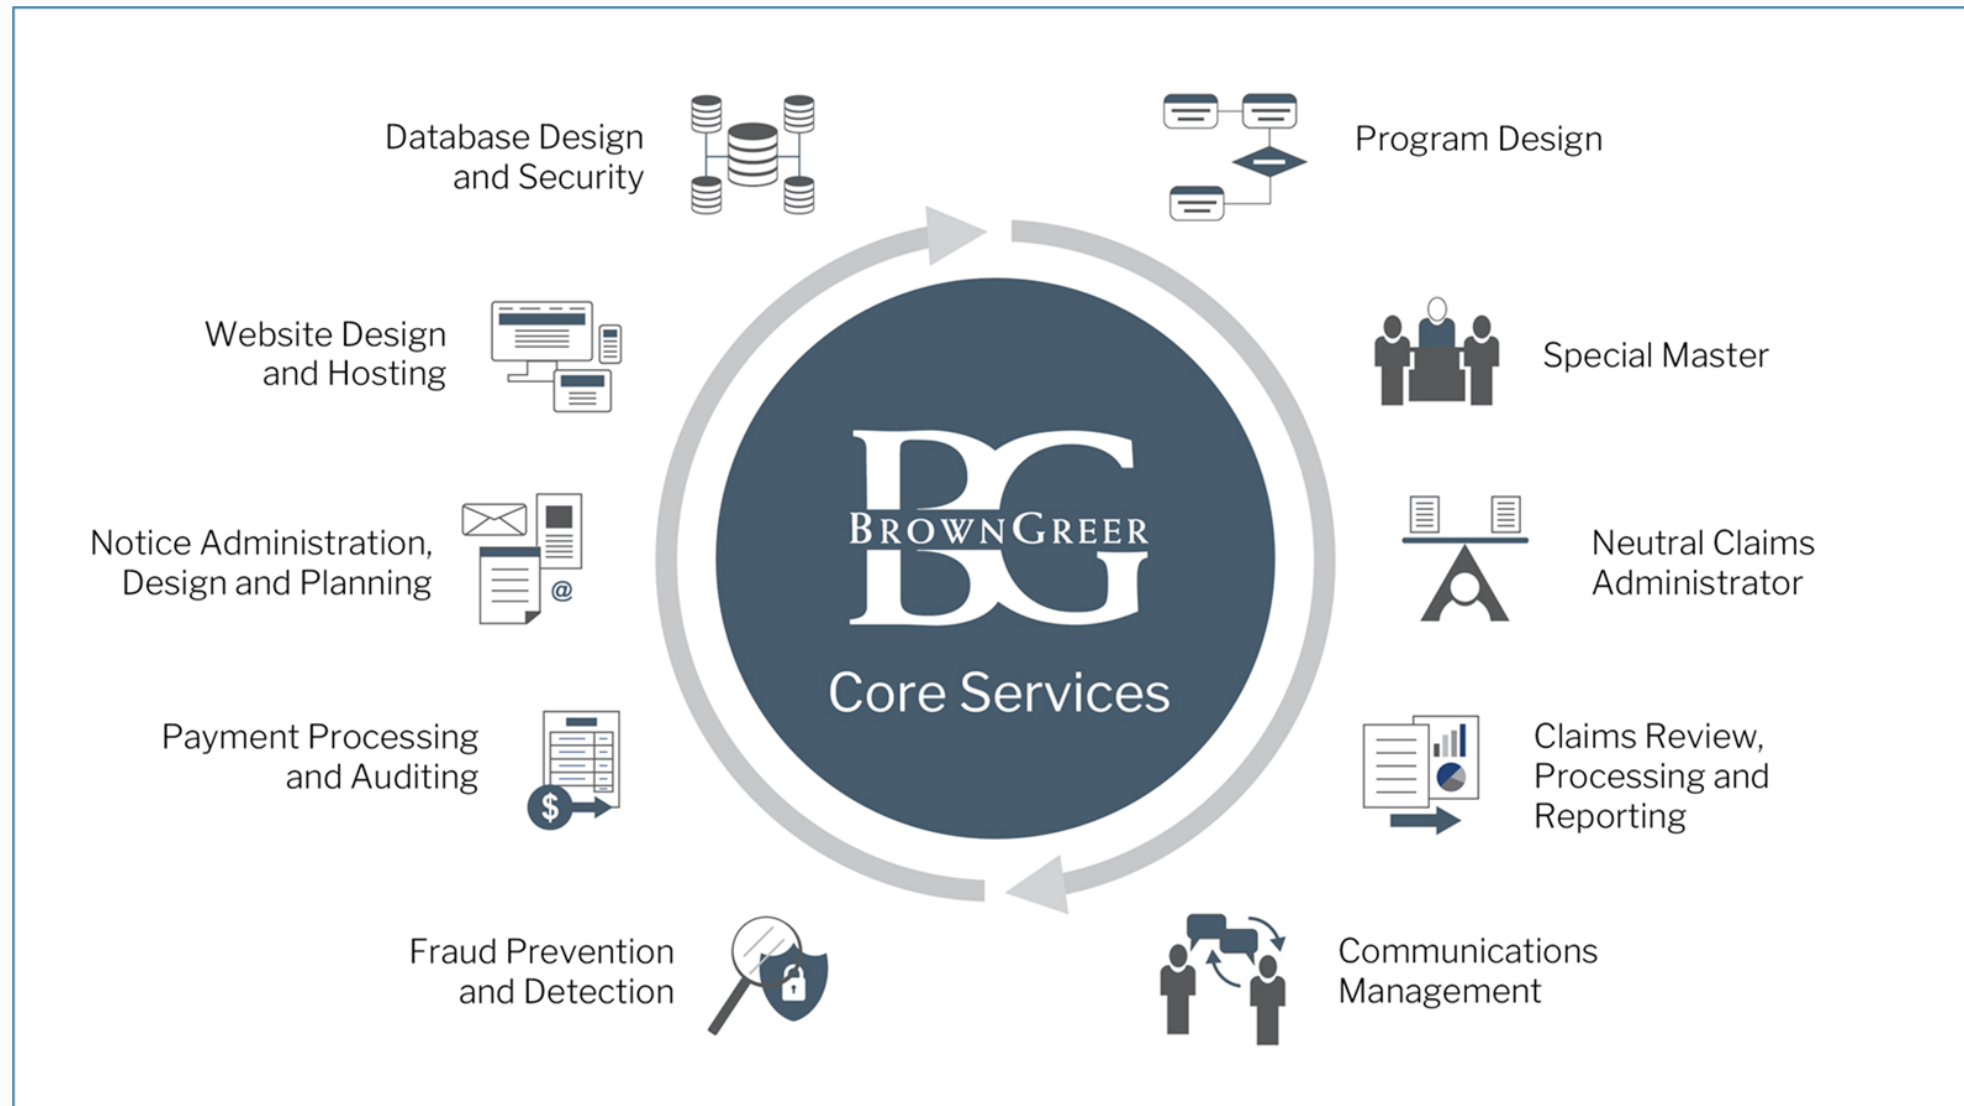 Database Design
and Security
Program Design
Website Design
and Hosting
Special Master
Notice Administration,
Design and Planning
@
Neutral Claims
Administrator
BG
BROWNGREER
Core Services
Payment Processing
and Auditing
$
Claims Review,
Processing and
Reporting
Fraud Prevention
and Detection
Communications
Management